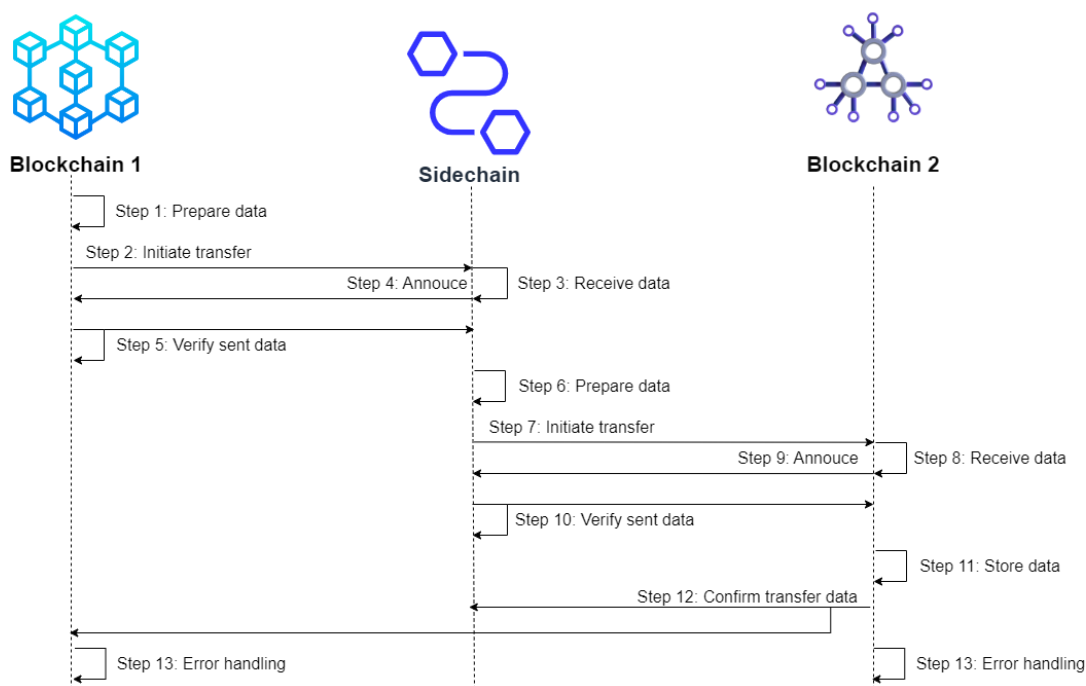 Blockchain 1
Sidechain
Blockchain 2
Step 1: Prepare data
Step 2: Initiate transfer
Step 4: Annouce
Step 3: Receive data
Step 5: Verify sent data
Step 6: Prepare data
Step 7: Initiate transfer
Step 9: Annouce
Step 8: Receive data
Step 10: Verify sent data
Step 11: Store data
Step 12: Confirm transfer data
Step 13: Error handling
Step 13: Error handling